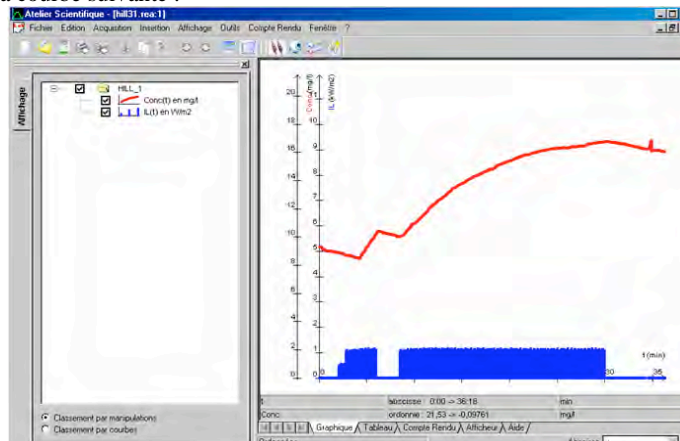 a courbe suivante :
Atelier Scientifique - [hill31.rea:1]
Fichier Edition Acquisition Insertion Affichage Outils Compte Rendu Fenêtre ?
Affichage
HILL_1
Conc(t) en mg/l
IL(t) en W/m2
Classement par manipulations
Classement par courbes
Conc(mg/l)
IL (kW/m2)
20
18
16
14
12
10
8
6
4
2
0
11
10
9
8
7
6
5
4
3
2
1
0
0
30
35
t (min)
t
abscisse : 0:00 -> 36:18
min
Conc
ordonnée : 21,53 -> -0,09761
mg/l
Graphique Tableau Compte Rendu Afficheur Aide